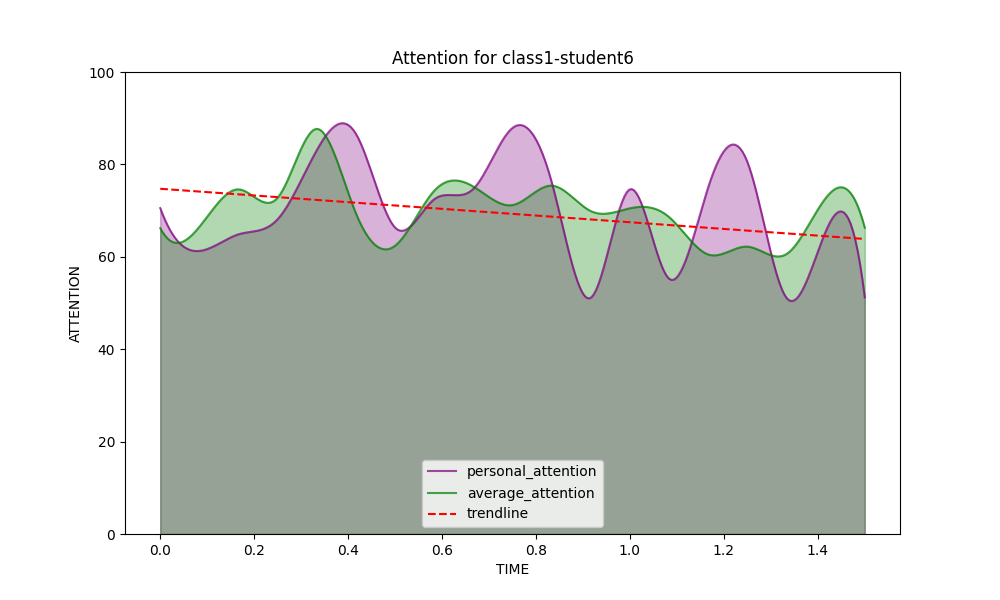 Attention for class1-student6
100
80
60
40
20
0
ATTENTION
personal_attention
average_attention
trendline
0.0 0.2 0.4 0.6 0.8 1.0 1.2 1.4
TIME